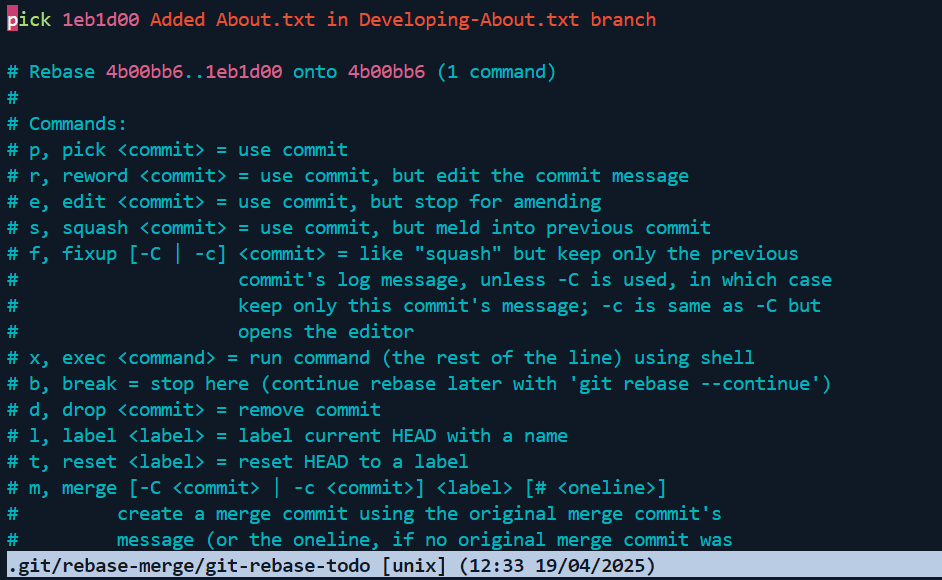 pick 1eb1d00 Added About.txt in Developing-About.txt branch
# Rebase 4b00bb6..1eb1d00 onto 4b00bb6 (1 command)
#
# Commands:
# p, pick <commit> = use commit
# r, reword <commit> = use commit, but edit the commit message
# e, edit <commit> = use commit, but stop for amending
# s, squash <commit> = use commit, but meld into previous commit
# f, fixup [-C | -c] <commit> = like "squash" but keep only the previous
#                    commit's log message, unless -C is used, in which case
#                    keep only this commit's message; -c is same as -C but
#                    opens the editor
# x, exec <command> = run command (the rest of the line) using shell
# b, break = stop here (continue rebase later with 'git rebase --continue')
# d, drop <commit> = remove commit
# l, label <label> = label current HEAD with a name
# t, reset <label> = reset HEAD to a label
# m, merge [-C <commit> | -c <commit>] <label> [# <oneline>]
#         create a merge commit using the original merge commit's
#         message (or the oneline, if no original merge commit was
.git/rebase-merge/git-rebase-todo [unix] (12:33 19/04/2025)